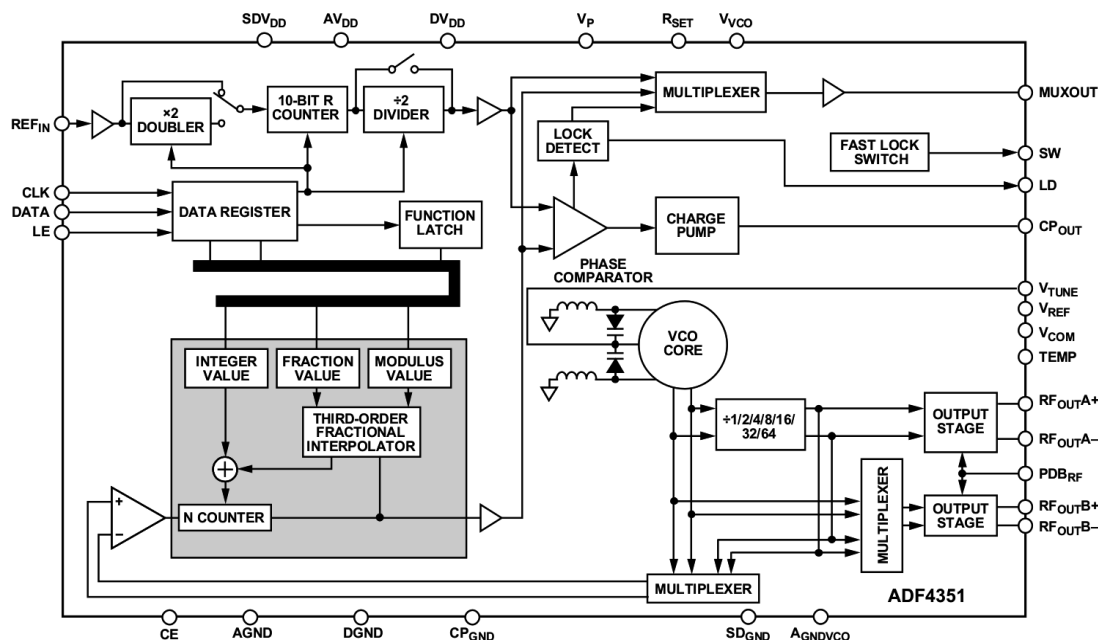 SDVDD
AVDD
DVDD
VP
RSET
VVCO
REFIN
×2
DOUBLER
10-BIT R
COUNTER
÷2
DIVIDER
MULTIPLEXER
MUXOUT
LOCK
DETECT
FAST LOCK
SWITCH
SW
LD
CLK
DATA
LE
DATA REGISTER
FUNCTION
LATCH
CHARGE
PUMP
CPOUT
PHASE
COMPARATOR
VTUNE
VREF
VCOM
TEMP
VCO
CORE
INTEGER
VALUE
FRACTION
VALUE
MODULUS
VALUE
THIRD-ORDER
FRACTIONAL
INTERPOLATOR
+
−
N COUNTER
÷1/2/4/8/16/
32/64
OUTPUT
STAGE
RFOUTA+
RFOUTA−
PDBRF
MULTIPLEXER
OUTPUT
STAGE
RFOUTB+
RFOUTB−
MULTIPLEXER
ADF4351
CE
AGND
DGND
CPGND
SDGND
AGNDVCO